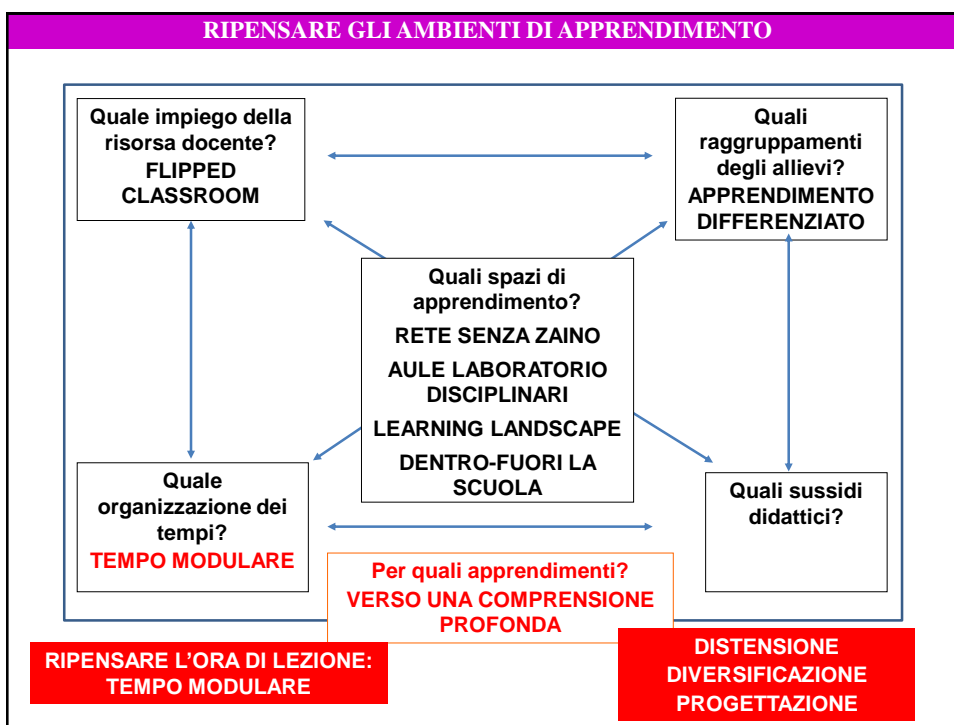 RIPENSARE GLI AMBIENTI DI APPRENDIMENTO
Quale impiego della
risorsa docente?
FLIPPED
CLASSROOM
Quali
raggruppamenti
degli allievi?
APPRENDIMENTO
DIFFERENZIATO
Quali spazi di
apprendimento?
RETE SENZA ZAINO
AULE LABORATORIO
DISCIPLINARI
LEARNING LANDSCAPE
DENTRO-FUORI LA
SCUOLA
Quale
organizzazione dei
tempi?
TEMPO MODULARE
Quali sussidi
didattici?
Per quali apprendimenti?
VERSO UNA COMPRENSIONE
PROFONDA
RIPENSARE L'ORA DI LEZIONE:
TEMPO MODULARE
DISTENSIONE
DIVERSIFICAZIONE
PROGETTAZIONE